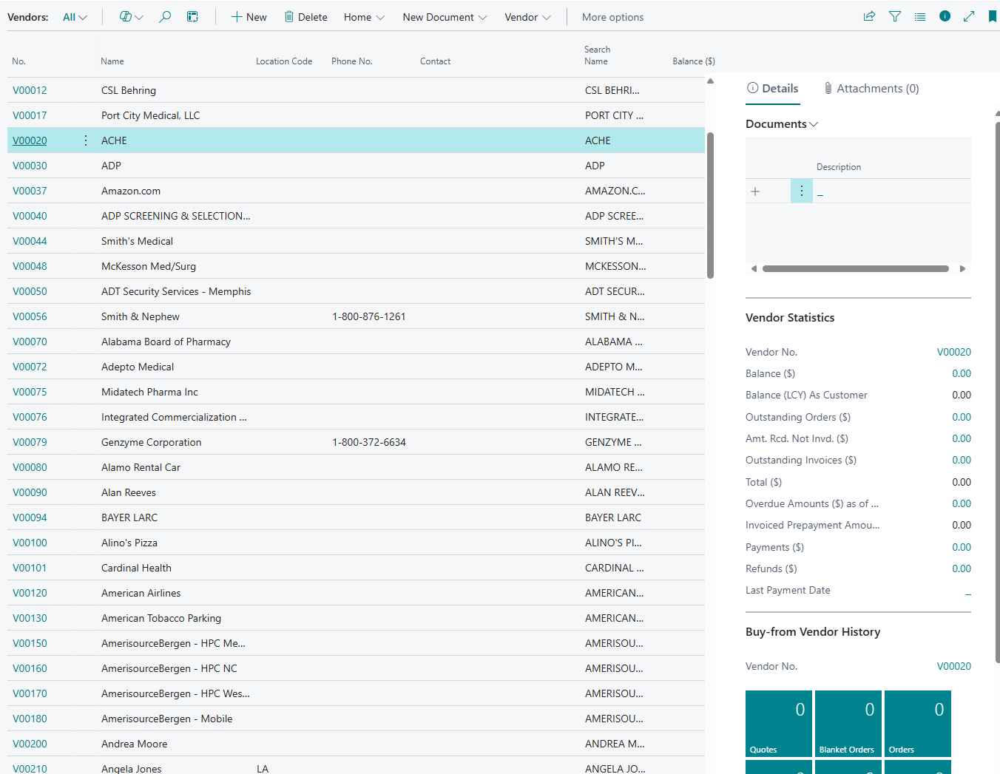 Vendors: All New Delete Home New Document Vendor More options
No. Name Location Code Phone No. Contact Search Name Balance ($)
V00012 CSL Behring CSL BEHRI...
V00017 Port City Medical, LLC PORT CITY ...
V00020 ACHE ACHE
V00030 ADP ADP
V00037 Amazon.com AMAZON.C...
V00040 ADP SCREENING & SELECTION... ADP SCREE...
V00044 Smith's Medical SMITH'S M...
V00048 McKesson Med/Surg MCKESSON...
V00050 ADT Security Services - Memphis ADT SECUR...
V00056 Smith & Nephew 1-800-876-1261 SMITH & N...
V00070 Alabama Board of Pharmacy ALABAMA ...
V00072 Adepto Medical ADEPTO M...
V00075 Midatech Pharma Inc MIDATECH ...
V00076 Integrated Commercialization ... INTEGRATE...
V00079 Genzyme Corporation 1-800-372-6634 GENZYME ...
V00080 Alamo Rental Car ALAMO RE...
V00090 Alan Reeves ALAN REEV...
V00094 BAYER LARC BAYER LARC
V00100 Alino's Pizza ALINO'S PI...
V00101 Cardinal Health CARDINAL ...
V00120 American Airlines AMERICAN...
V00130 American Tobacco Parking AMERICAN...
V00150 AmerisourceBergen - HPC Me... AMERISOU...
V00160 AmerisourceBergen - HPC NC AMERISOU...
V00170 AmerisourceBergen - HPC Wes... AMERISOU...
V00180 AmerisourceBergen - Mobile AMERISOU...
V00200 Andrea Moore ANDREA M...
V00210 Angela Jones LA ANGELA JO...
Details Attachments (0)
Documents
Description
_
Vendor Statistics
Vendor No. V00020
Balance ($) 0.00
Balance (LCY) As Customer 0.00
Outstanding Orders ($) 0.00
Amt. Rcd. Not Invd. ($) 0.00
Outstanding Invoices ($) 0.00
Total ($) 0.00
Overdue Amounts ($) as of ... 0.00
Invoiced Prepayment Amou... 0.00
Payments ($) 0.00
Refunds ($) 0.00
Last Payment Date _
Buy-from Vendor History
Vendor No. V00020
0 0 0
Quotes Blanket Orders Orders